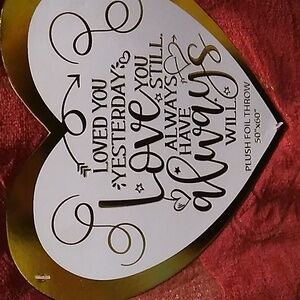 LOVED YOU
YESTERDAY
Love YOU
STILL.
ALWAYS
HAVE
always
WILL.
PLUSH FOIL THROW
50"x60"